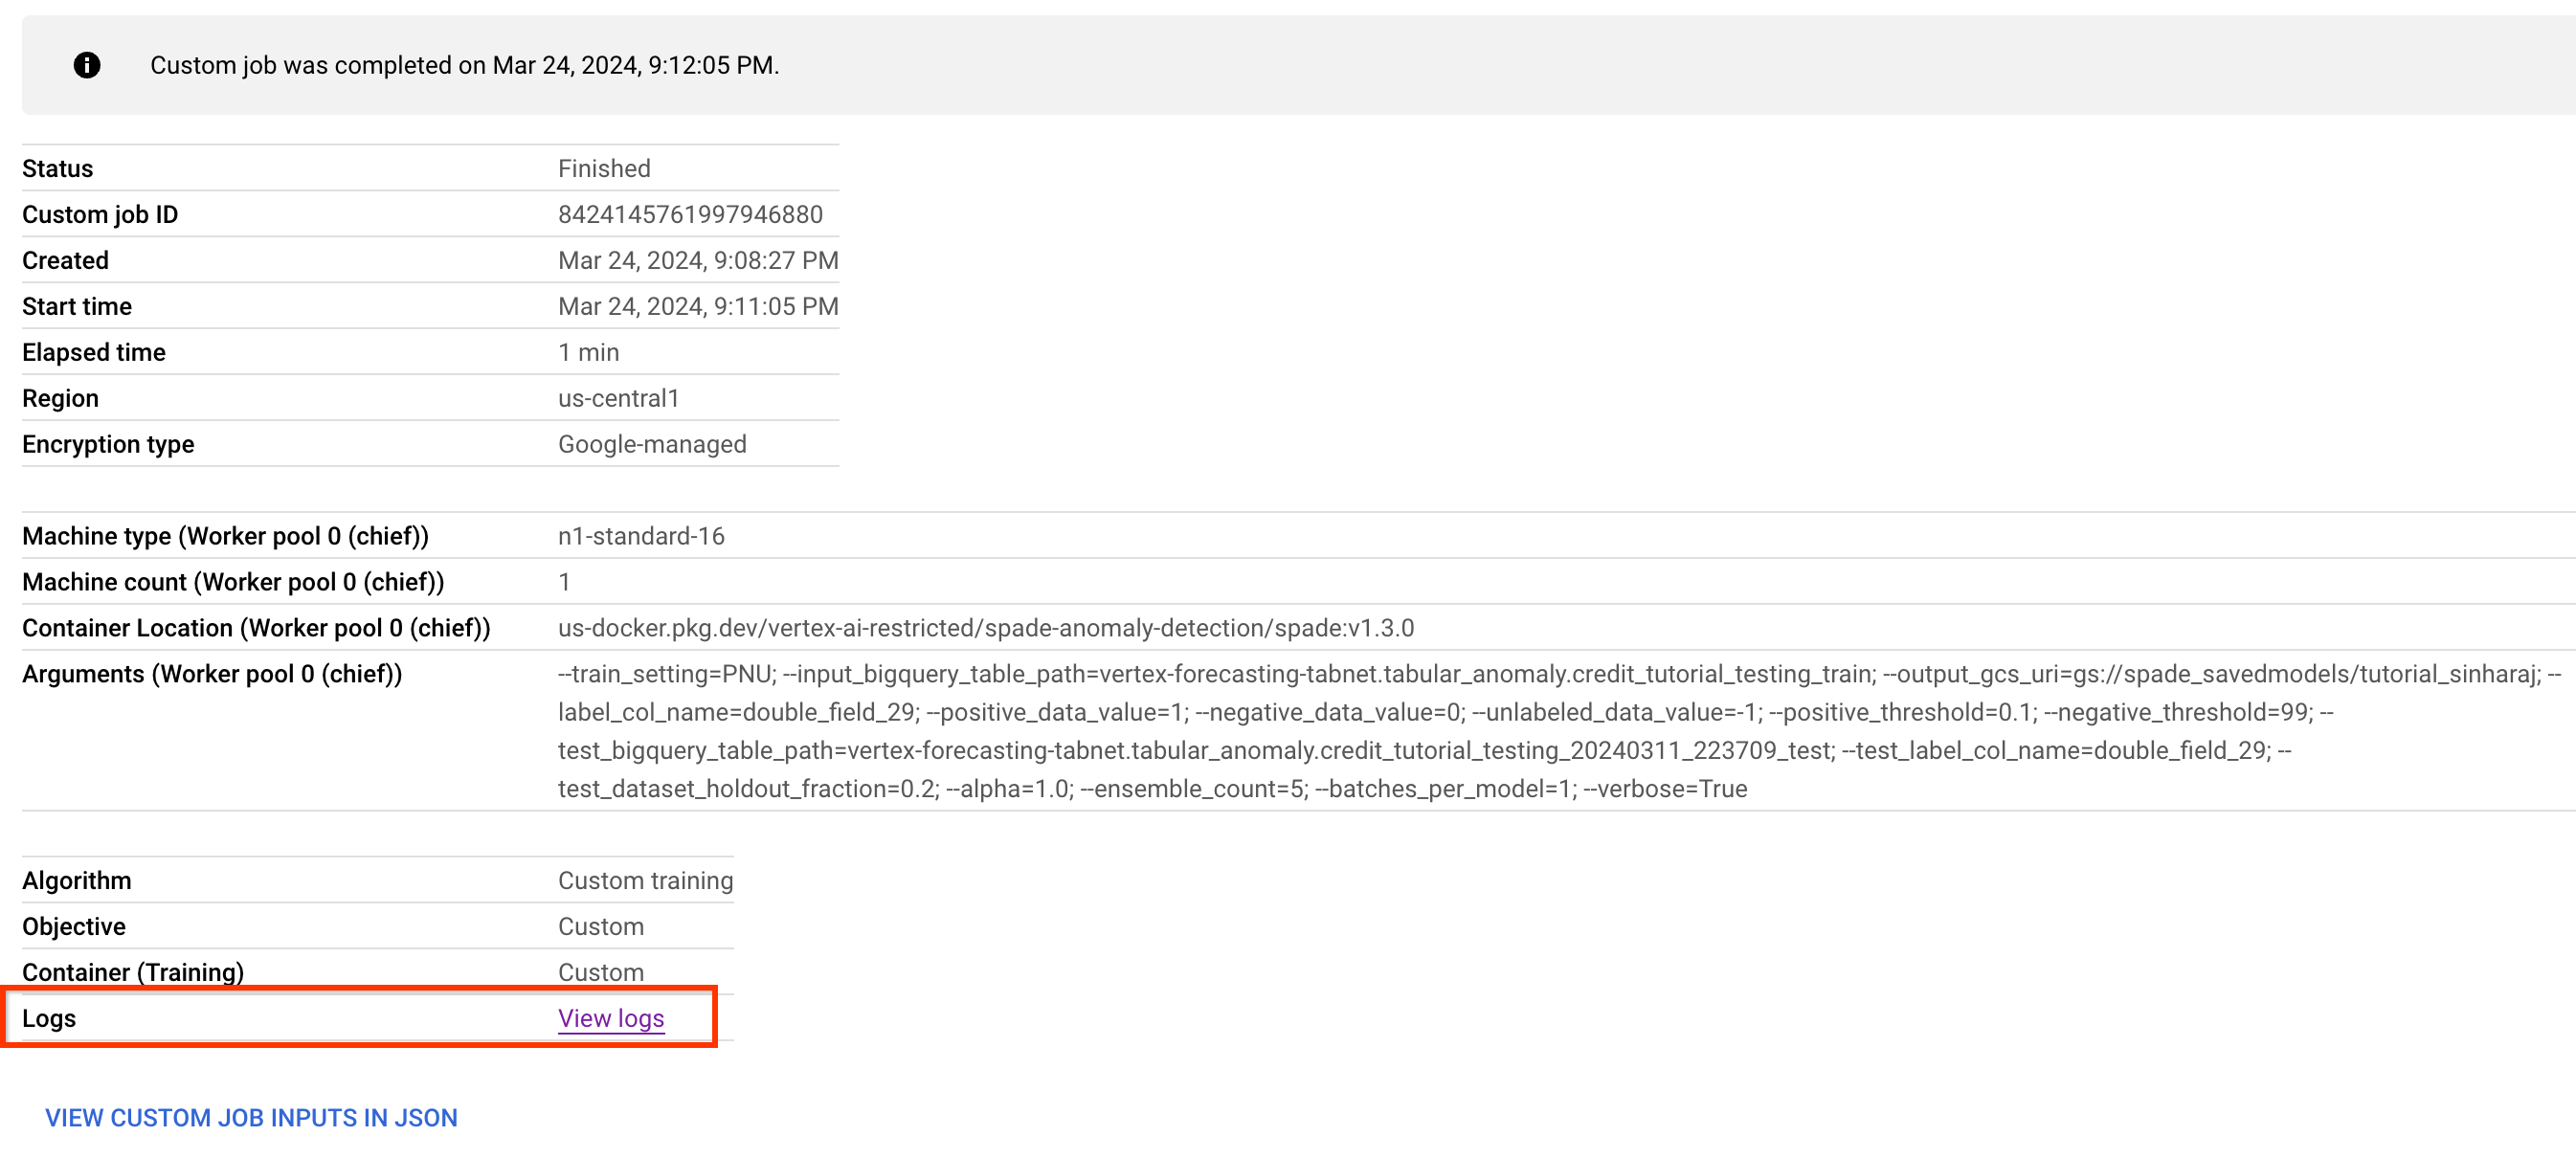 Custom job was completed on Mar 24, 2024, 9:12:05 PM.
Status Finished
Custom job ID 8424145761997946880
Created Mar 24, 2024, 9:08:27 PM
Start time Mar 24, 2024, 9:11:05 PM
Elapsed time 1 min
Region us-central1
Encryption type Google-managed
Machine type (Worker pool 0 (chief)) n1-standard-16
Machine count (Worker pool 0 (chief)) 1
Container Location (Worker pool 0 (chief)) us-docker.pkg.dev/vertex-ai-restricted/spade-anomaly-detection/spade:v1.3.0
Arguments (Worker pool 0 (chief)) --train_setting=PNU; --input_bigquery_table_path=vertex-forecasting-tabnet.tabular_anomaly.credit_tutorial_testing_train; --output_gcs_uri=gs://spade_savedmodels/tutorial_sinharaj; --
label_col_name=double_field_29; --positive_data_value=1; --negative_data_value=0; --unlabeled_data_value=-1; --positive_threshold=0.1; --negative_threshold=99; --
test_bigquery_table_path=vertex-forecasting-tabnet.tabular_anomaly.credit_tutorial_testing_20240311_223709_test; --test_label_col_name=double_field_29; --
test_dataset_holdout_fraction=0.2; --alpha=1.0; --ensemble_count=5; --batches_per_model=1; --verbose=True
Algorithm Custom training
Objective Custom
Container (Training) Custom
Logs View logs
VIEW CUSTOM JOB INPUTS IN JSON